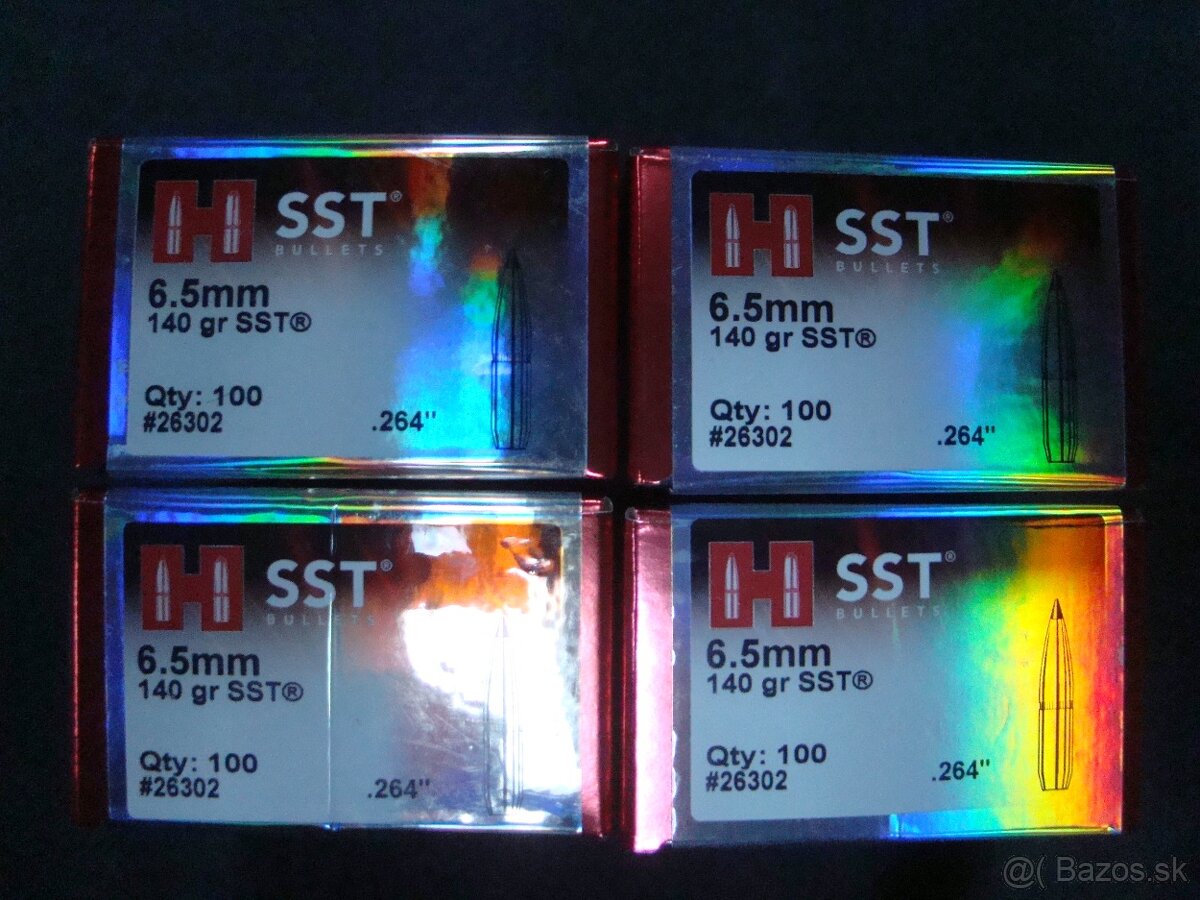 H SST®
BULLETS
6.5mm
140 gr SST®
Qty: 100
#26302 .264"
H SST®
BULLETS
6.5mm
140 gr SST®
Qty: 100
#26302 .264"
H SST®
BULLETS
6.5mm
140 gr SST®
Qty: 100
#26302 .264"
H SST®
BULLETS
6.5mm
140 gr SST®
Qty: 100
#26302 .264"
@( Bazos.sk